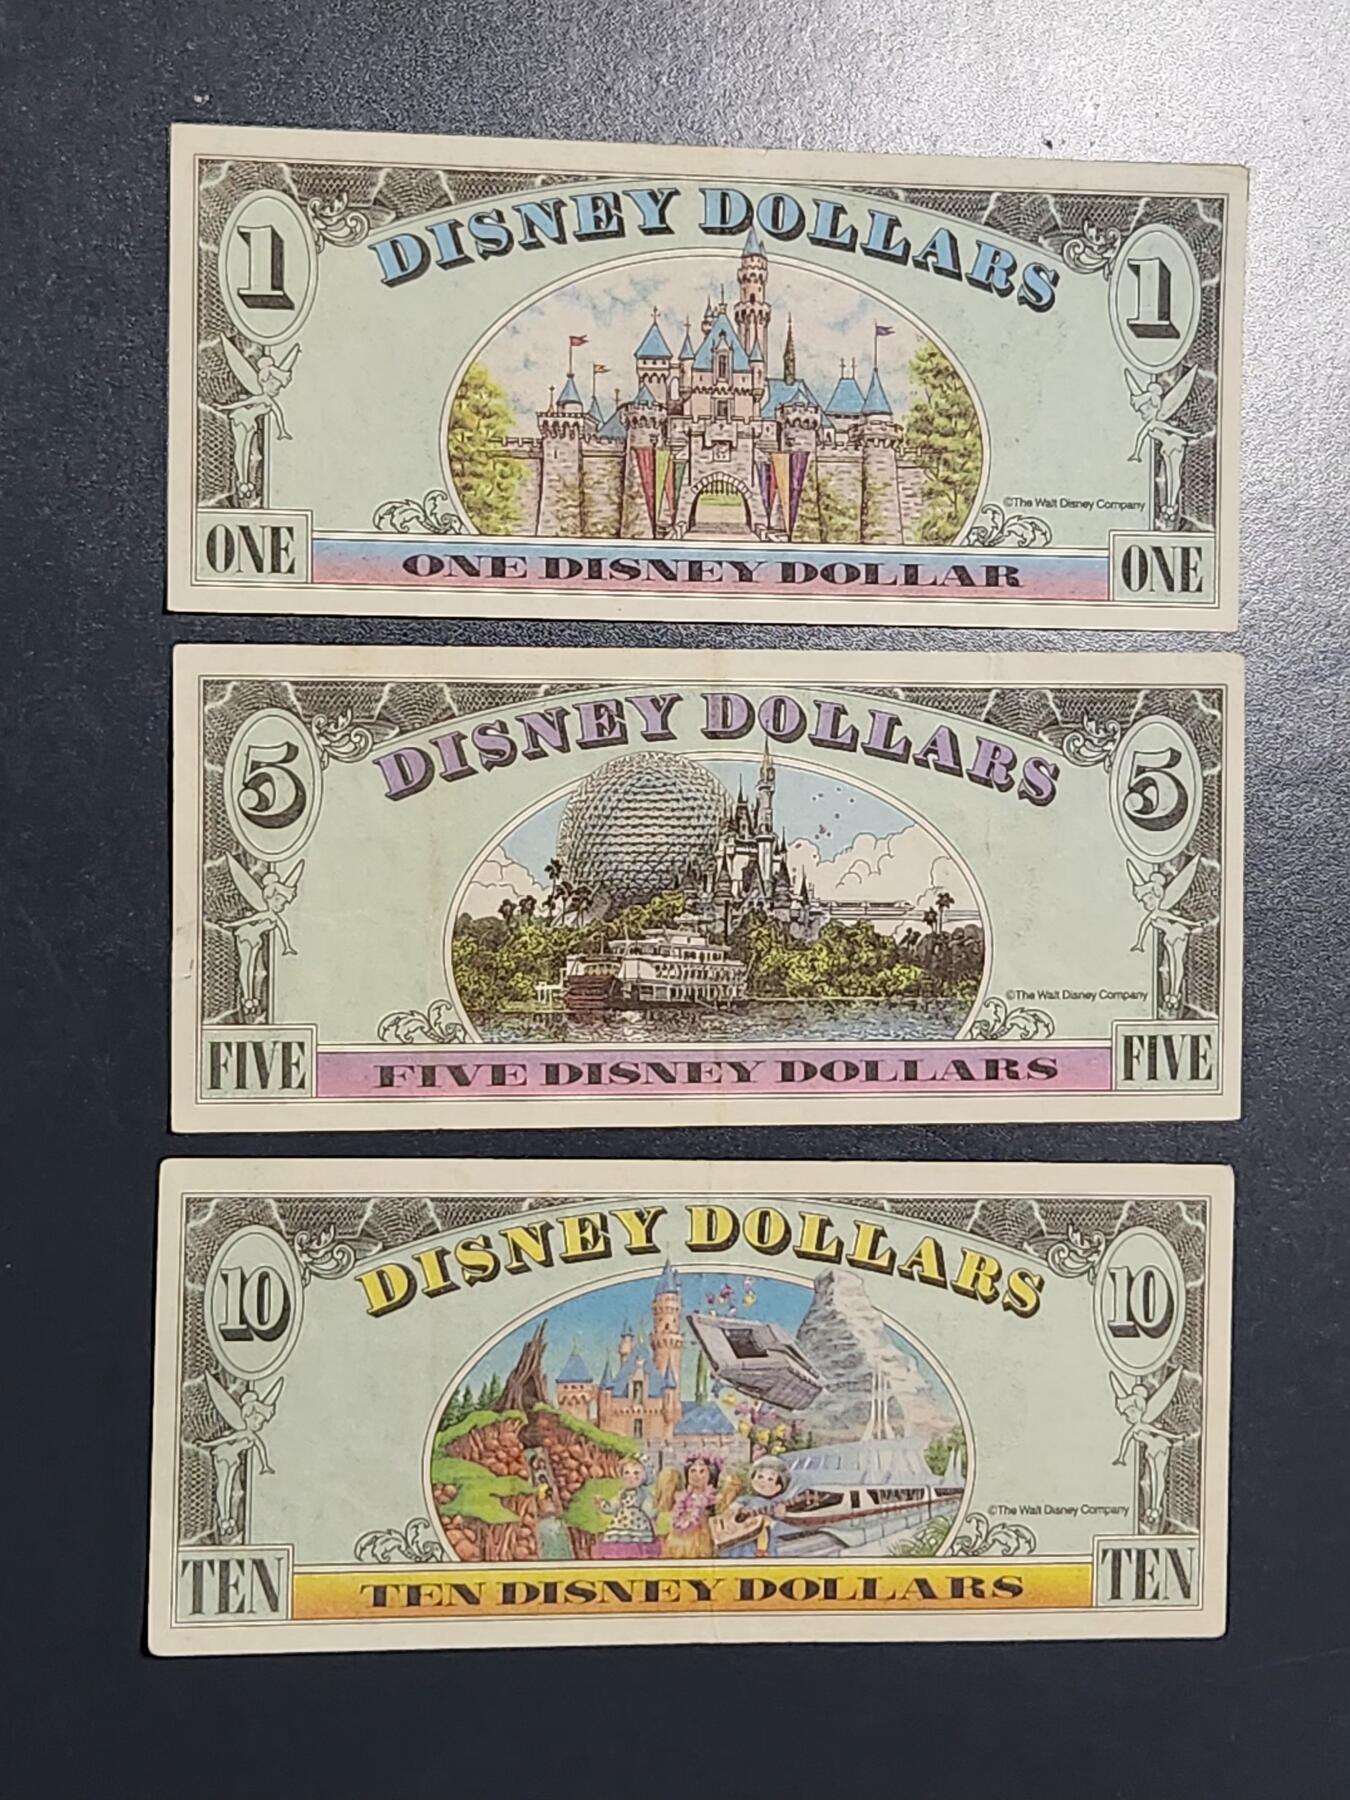 1 DISNEY DOLLARS 1
©The Walt Disney Company
ONE ONE DISNEY DOLLAR ONE
5 DISNEY DOLLARS 5
©The Walt Disney Company
FIVE FIVE DISNEY DOLLARS FIVE
10 DISNEY DOLLARS 10
©The Walt Disney Company
TEN TEN DISNEY DOLLARS TEN